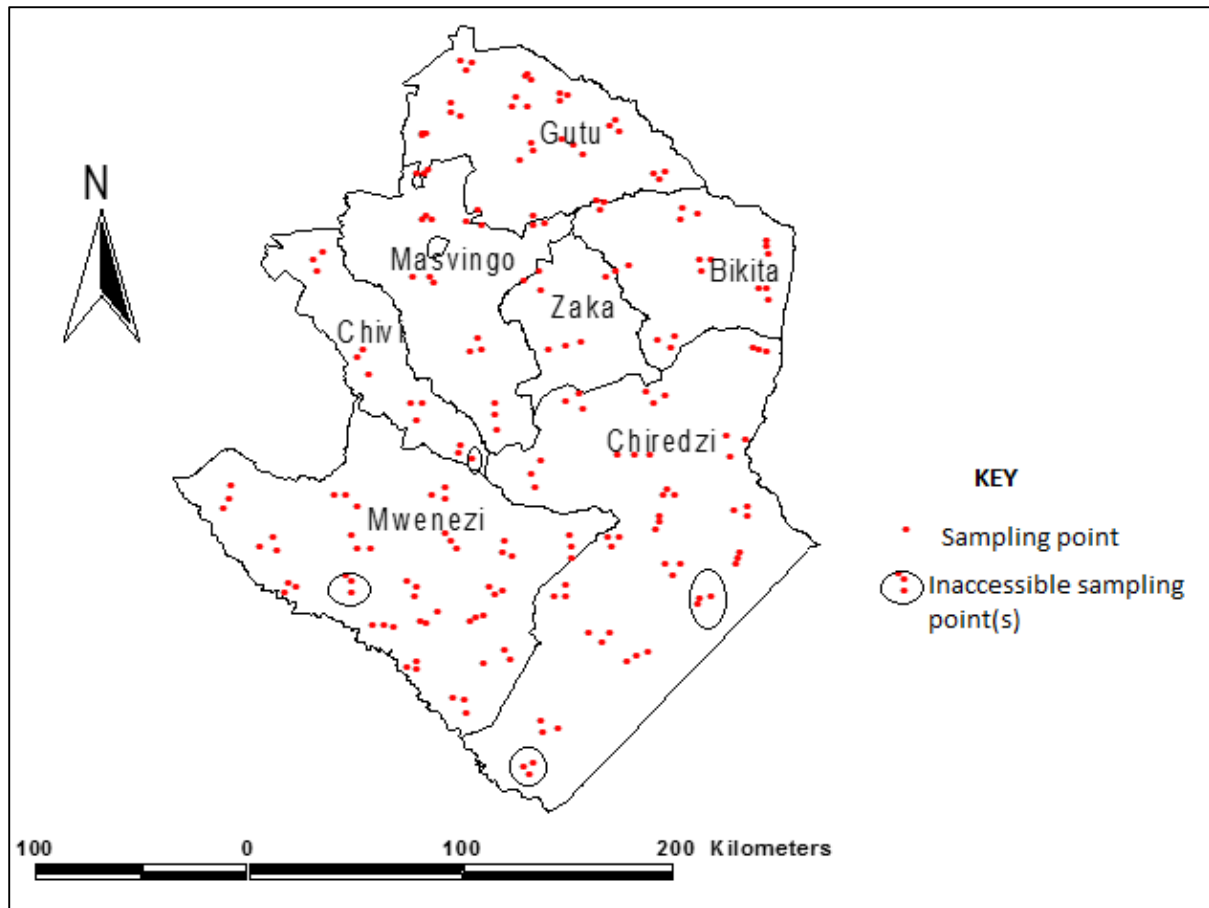 N
Gutu
Masvingo
Bikita
Zaka
Chivi
Chiredzi
Mwenezi
KEY
Sampling point
Inaccessible sampling
point(s)
100 0 100 200 Kilometers